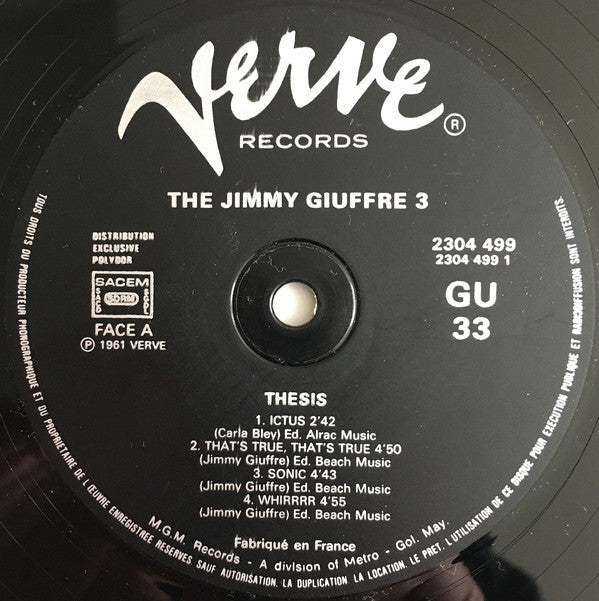 Verve
®
RECORDS
THE JIMMY GIUFFRE 3
DISTRIBUTION
EXCLUSIVE
POLYDOR
SACEM
SACD SDRM SGDL
FACE A
℗ 1961 VERVE
2304 499
2304 499 1
GU
33
THESIS
1. ICTUS 2'42
(Carla Bley) Ed. Alrac Music
2. THAT'S TRUE, THAT'S TRUE 4'50
(Jimmy Giuffre) Ed. Beach Music
3. SONIC 4'43
(Jimmy Giuffre) Ed. Beach Music
4. WHIRRRR 4'55
(Jimmy Giuffre) Ed. Beach Music
M.G.M. Records - A division of Metro - Gol. May.
Fabriqué en France
TOUS DROITS DU PRODUCTEUR PHONOGRAPHIQUE ET DU PROPRIETAIRE DE L'ŒUVRE ENREGISTREE RESERVES SAUF AUTORISATION. LA DUPLICATION LA LOCATION. LE PRET. L'UTILISATION DE CE DISQUE POUR EXECUTION PUBLIQUE ET RADIODIFFUSION SONT INTERDITS.